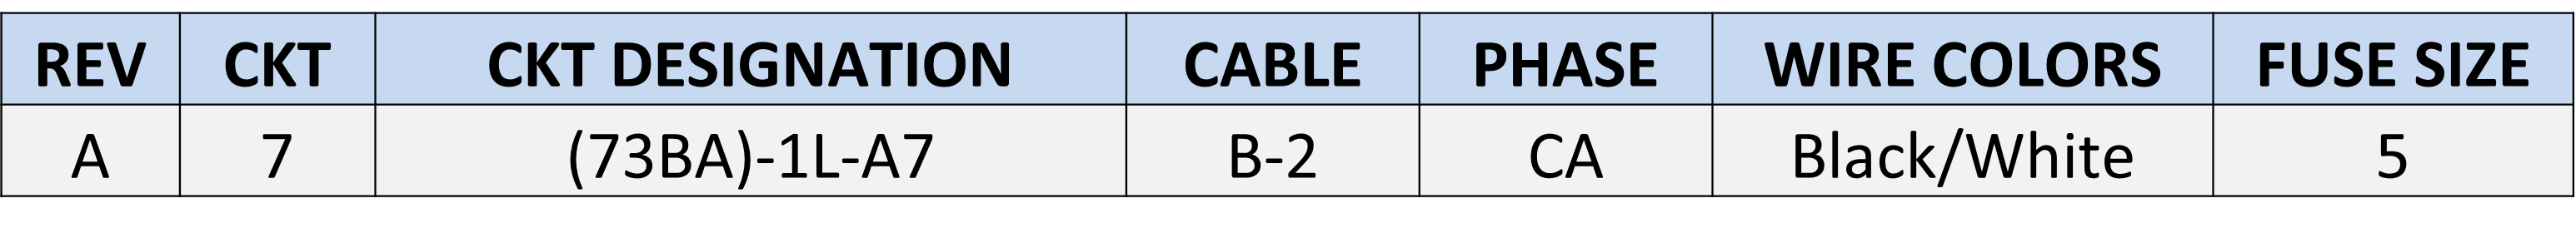 REV CKT CKT DESIGNATION CABLE PHASE WIRE COLORS FUSE SIZE
A 7 (73BA)-1L-A7 B-2 CA Black/White 5